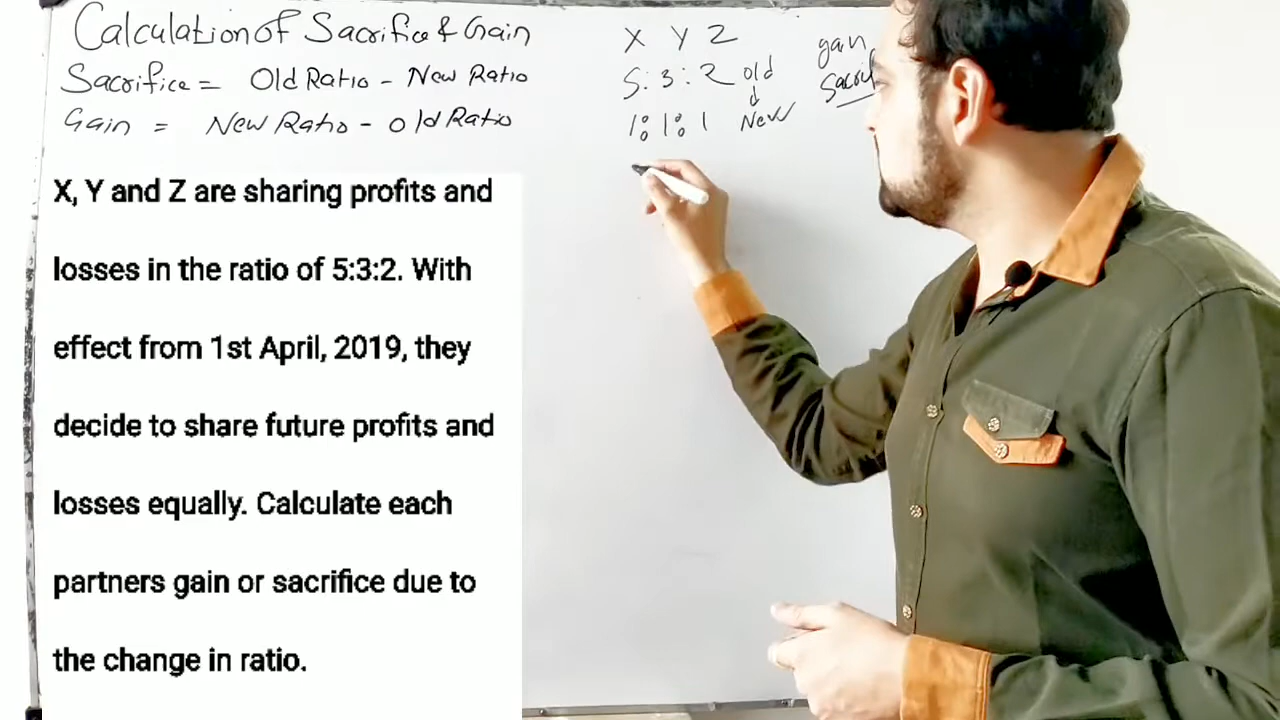 Calculation of Sacrifice & Gain
Sacrifice = Old Ratio - New Ratio
Gain = New Ratio - Old Ratio
X Y Z
5:3:2 old
1:1:1 New
gain
X, Y and Z are sharing profits and
losses in the ratio of 5:3:2. With
effect from 1st April, 2019, they
decide to share future profits and
losses equally. Calculate each
partners gain or sacrifice due to
the change in ratio.